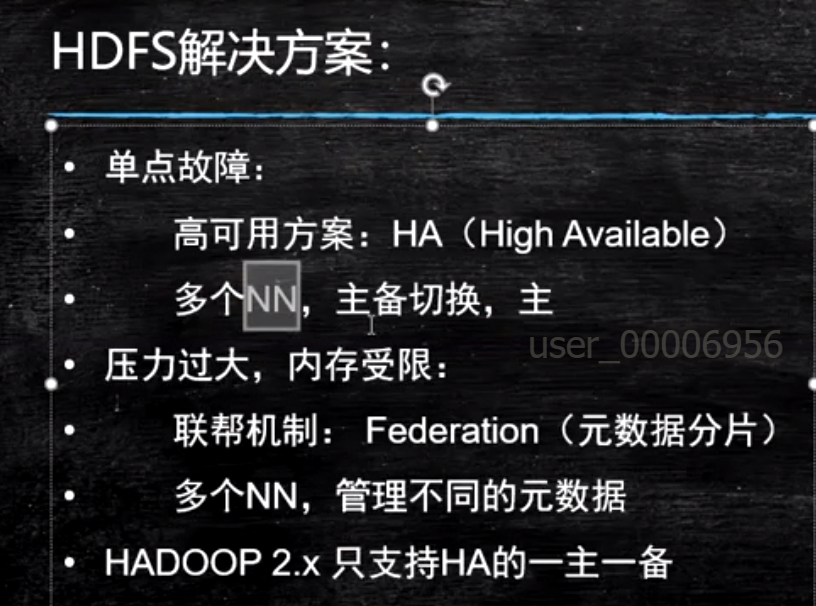 HDFS解决方案：
• 单点故障：
• 高可用方案：HA（High Available）
• 多个NN，主备切换，主
user_00006956
• 压力过大，内存受限：
• 联帮机制： Federation（元数据分片）
• 多个NN，管理不同的元数据
• HADOOP 2.x 只支持HA的一主一备